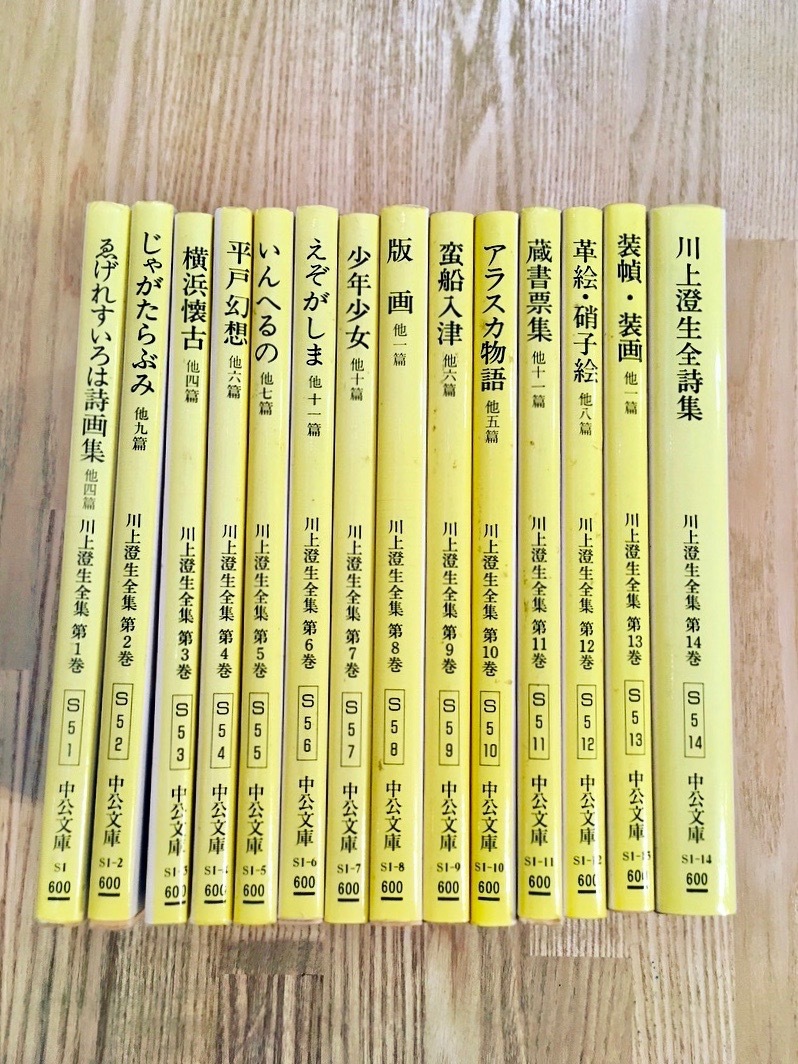 ゑげれすいろは詩画集 他四篇 川上澄生全集 第1巻
S51
中公文庫
S1
600
じゃがたらぶみ 他九篇 川上澄生全集 第2巻
S52
中公文庫
S1-2
600
横浜懐古 他四篇 川上澄生全集 第3巻
S53
中公文庫
S1-3
600
平戸幻想 他六篇 川上澄生全集 第4巻
S54
中公文庫
S1-4
600
いんへるの 他七篇 川上澄生全集 第5巻
S55
中公文庫
S1-5
600
えぞがしま 他十一篇 川上澄生全集 第6巻
S56
中公文庫
S1-6
600
少年少女 他十篇 川上澄生全集 第7巻
S57
中公文庫
S1-7
600
版画 他一篇 川上澄生全集 第8巻
S58
中公文庫
S1-8
600
蛮船入津 他六篇 川上澄生全集 第9巻
S59
中公文庫
S1-9
600
アラスカ物語 他五篇 川上澄生全集 第10巻
S510
中公文庫
S1-10
600
蔵書票集 他十一篇 川上澄生全集 第11巻
S511
中公文庫
S1-11
600
革絵・硝子絵 他八篇 川上澄生全集 第12巻
S512
中公文庫
S1-12
600
装幀・装画 他一篇 川上澄生全集 第13巻
S513
中公文庫
S1-13
600
川上澄生全詩集 川上澄生全集 第14巻
S514
中公文庫
S1-14
600